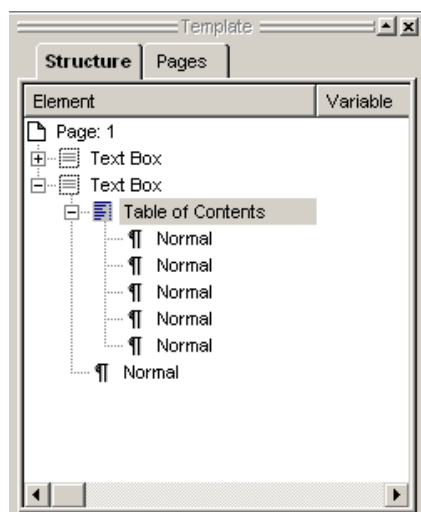 Template
Structure Pages
Element Variable
Page: 1
Text Box
Text Box
Table of Contents
¶ Normal
¶ Normal
¶ Normal
¶ Normal
¶ Normal
¶ Normal